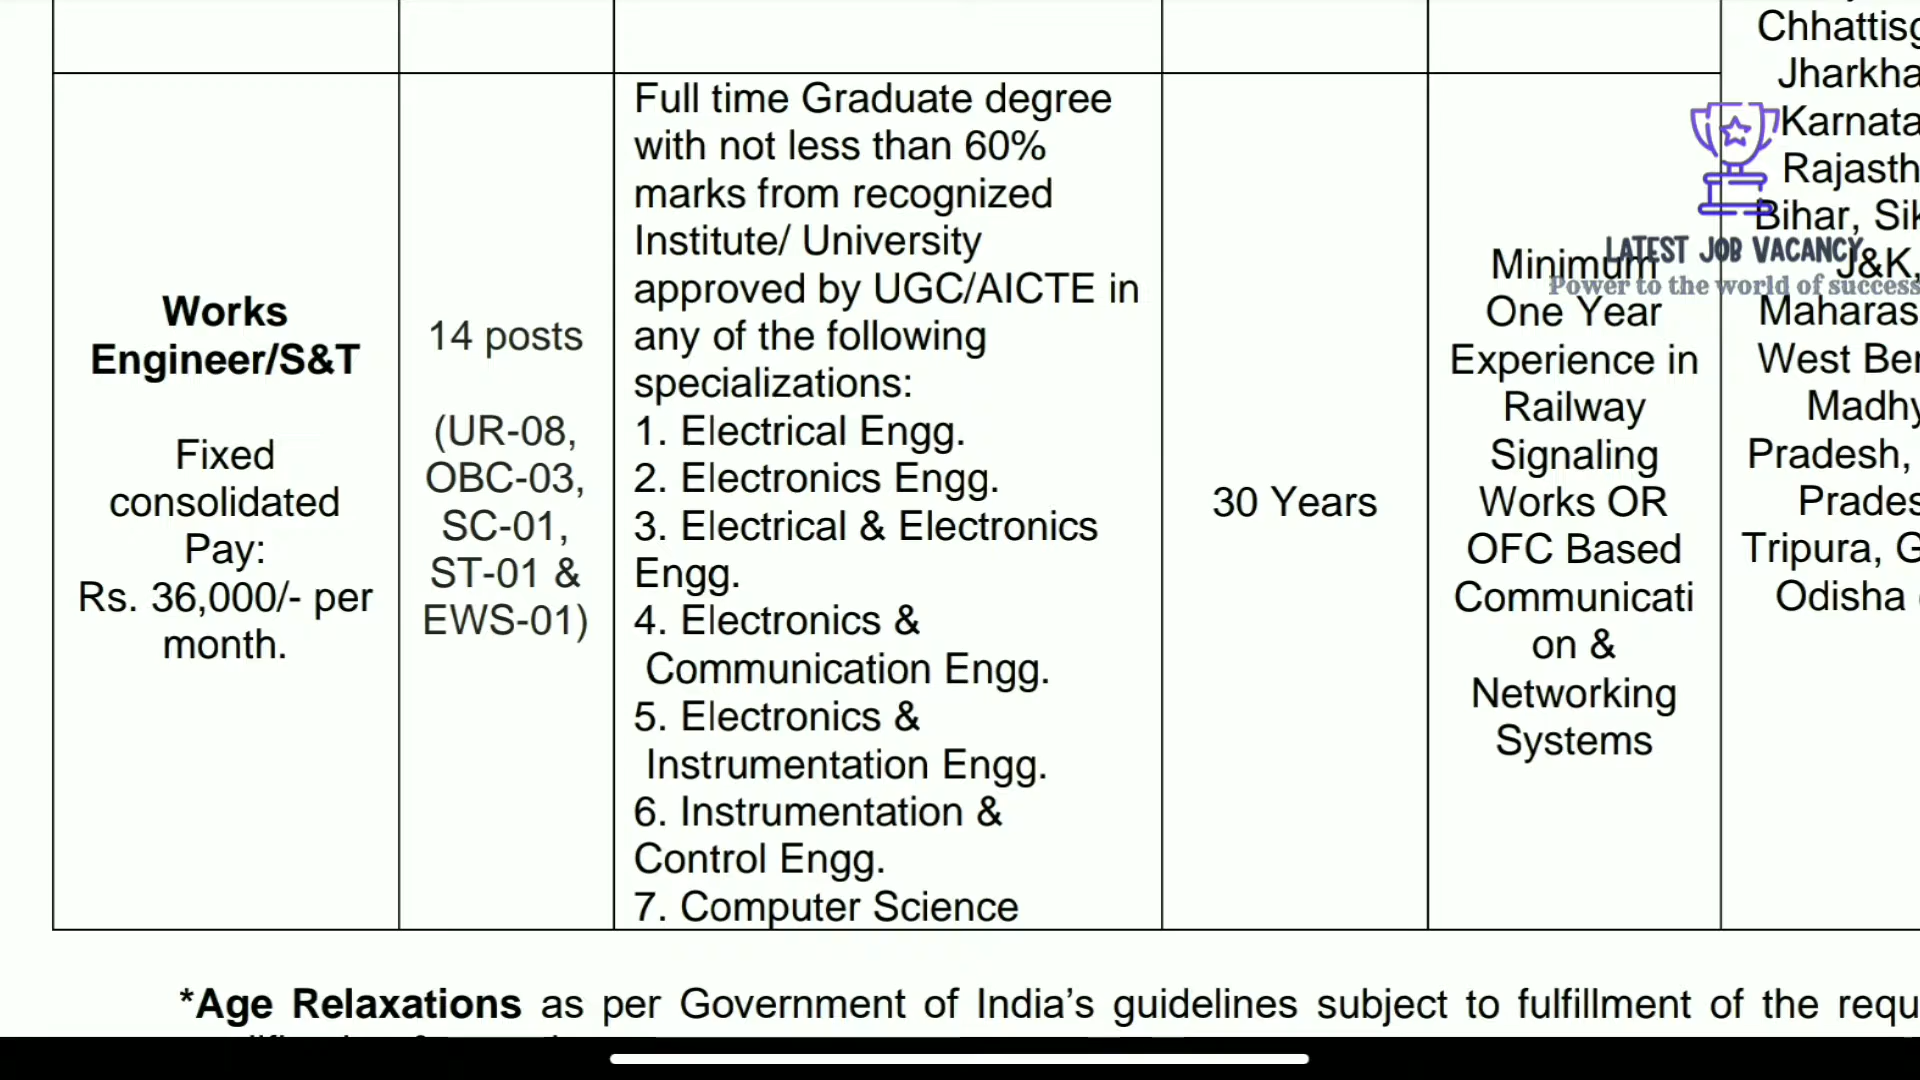 Works
Engineer/S&T
Fixed
consolidated
Pay:
Rs. 36,000/- per
month.
14 posts
(UR-08,
OBC-03,
SC-01,
ST-01 &
EWS-01)
Full time Graduate degree
with not less than 60%
marks from recognized
Institute/ University
approved by UGC/AICTE in
any of the following
specializations:
1. Electrical Engg.
2. Electronics Engg.
3. Electrical & Electronics
Engg.
4. Electronics &
Communication Engg.
5. Electronics &
Instrumentation Engg.
6. Instrumentation &
Control Engg.
7. Computer Science
30 Years
Minimum
One Year
Experience in
Railway
Signaling
Works OR
OFC Based
Communicati
on &
Networking
Systems
Chhattisg
Jharkha
Karnata
Rajasth
Bihar, Sik
J&K,
Maharas
West Ben
Madhy
Pradesh,
Prades
Tripura, G
Odisha
LATEST JOB VACANCY
Power to the world of success
*Age Relaxations as per Government of India’s guidelines subject to fulfillment of the requ